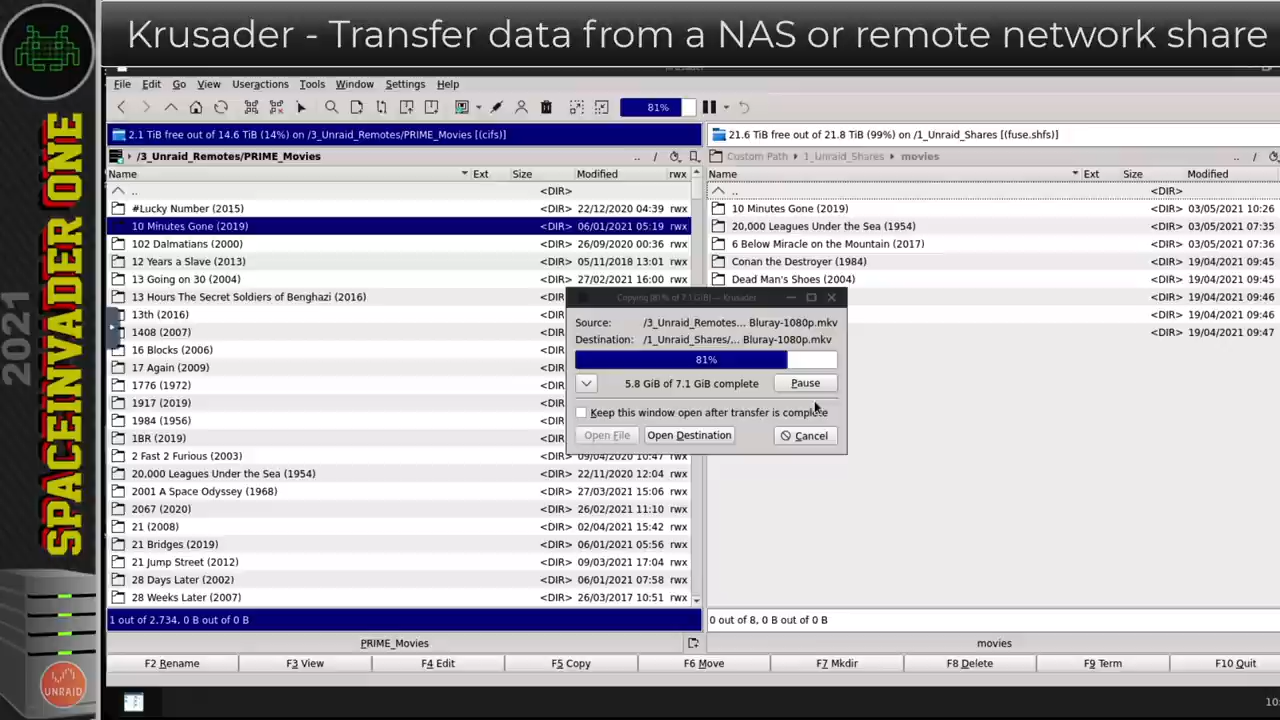 Krusader - Transfer data from a NAS or remote network share
SPACEINVADER ONE
2021
UNRAID
File Edit Go View Useractions Tools Window Settings Help
81%
2.1 TiB free out of 14.6 TiB (14%) on /3_Unraid_Remotes/PRIME_Movies [(cifs)]
/3_Unraid_Remotes/PRIME_Movies .. /
Name Ext Size Modified rwx
.. <DIR>
#Lucky Number (2015) <DIR> 22/12/2020 04:39 rwx
10 Minutes Gone (2019) <DIR> 06/01/2021 05:19 rwx
102 Dalmatians (2000) <DIR> 26/09/2020 00:36 rwx
12 Years a Slave (2013) <DIR> 05/11/2018 13:01 rwx
13 Going on 30 (2004) <DIR> 27/02/2021 16:00 rwx
13 Hours The Secret Soldiers of Benghazi (2016)
13th (2016)
1408 (2007)
16 Blocks (2006)
17 Again (2009)
1776 (1972)
1917 (2019)
1984 (1956)
1BR (2019)
2 Fast 2 Furious (2003) <DIR> 09/04/2020 10:47 rwx
20,000 Leagues Under the Sea (1954) <DIR> 22/11/2020 12:04 rwx
2001 A Space Odyssey (1968) <DIR> 27/03/2021 15:06 rwx
2067 (2020) <DIR> 26/02/2021 11:10 rwx
21 (2008) <DIR> 02/04/2021 15:42 rwx
21 Bridges (2019) <DIR> 06/01/2021 05:56 rwx
21 Jump Street (2012) <DIR> 09/03/2021 17:04 rwx
28 Days Later (2002) <DIR> 06/01/2021 07:58 rwx
28 Weeks Later (2007) <DIR> 26/03/2017 10:51 rwx
1 out of 2.734, 0 B out of 0 B
PRIME_Movies
21.6 TiB free out of 21.8 TiB (99%) on /1_Unraid_Shares [(fuse.shfs)]
Custom Path 1_Unraid_Shares movies .. /
Name Ext Size Modified
.. <DIR>
10 Minutes Gone (2019) <DIR> 03/05/2021 10:26
20,000 Leagues Under the Sea (1954) <DIR> 03/05/2021 07:35
6 Below Miracle on the Mountain (2017) <DIR> 03/05/2021 07:36
Conan the Destroyer (1984) <DIR> 19/04/2021 09:45
Dead Man's Shoes (2004) <DIR> 19/04/2021 09:45
<DIR> 19/04/2021 09:46
<DIR> 19/04/2021 09:46
<DIR> 19/04/2021 09:47
0 out of 8, 0 B out of 0 B
movies
Copying (81% of 7.1 GiB) — Krusader
Source: /3_Unraid_Remotes... Bluray-1080p.mkv
Destination: /1_Unraid_Shares/... Bluray-1080p.mkv
81%
5.8 GiB of 7.1 GiB complete Pause
Keep this window open after transfer is complete
Open File Open Destination Cancel
F2 Rename F3 View F4 Edit F5 Copy F6 Move F7 Mkdir F8 Delete F9 Term F10 Quit